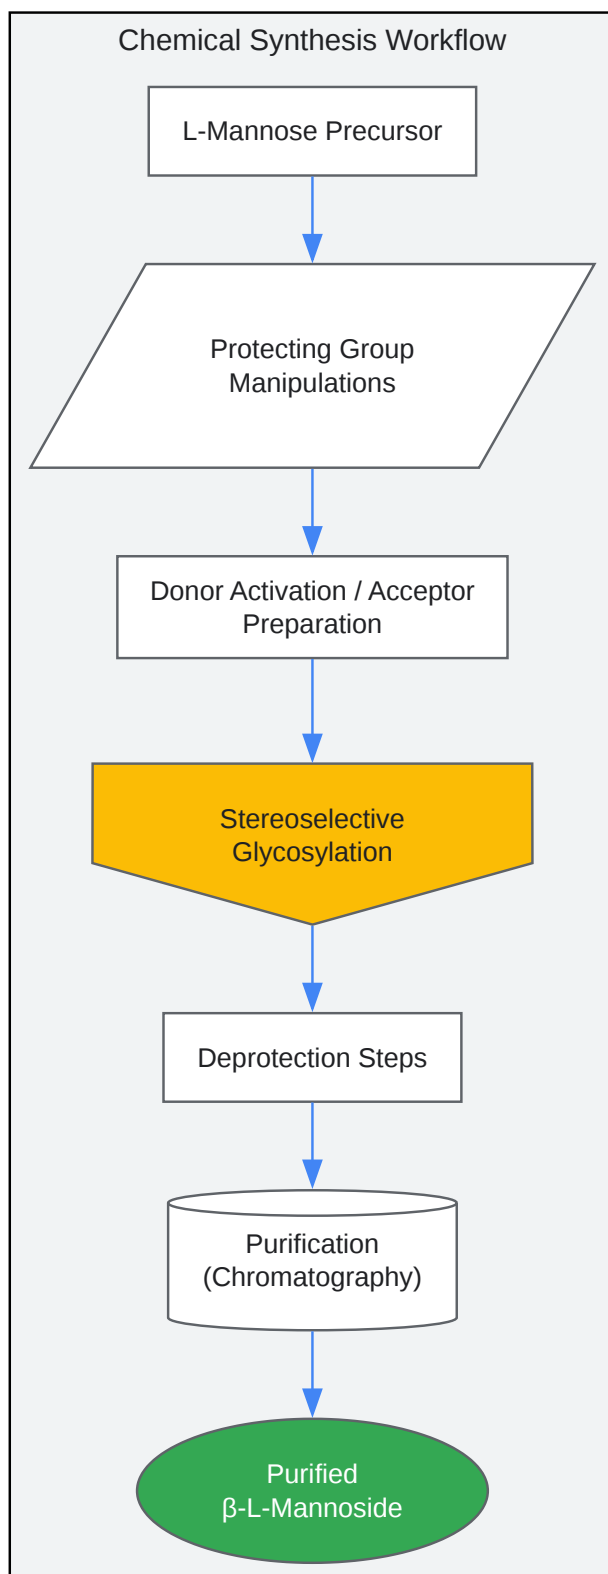 Chemical Synthesis Workflow
L-Mannose Precursor
Protecting Group
Manipulations
Donor Activation / Acceptor
Preparation
Stereoselective
Glycosylation
Deprotection Steps
Purification
(Chromatography)
Purified
β-L-Mannoside